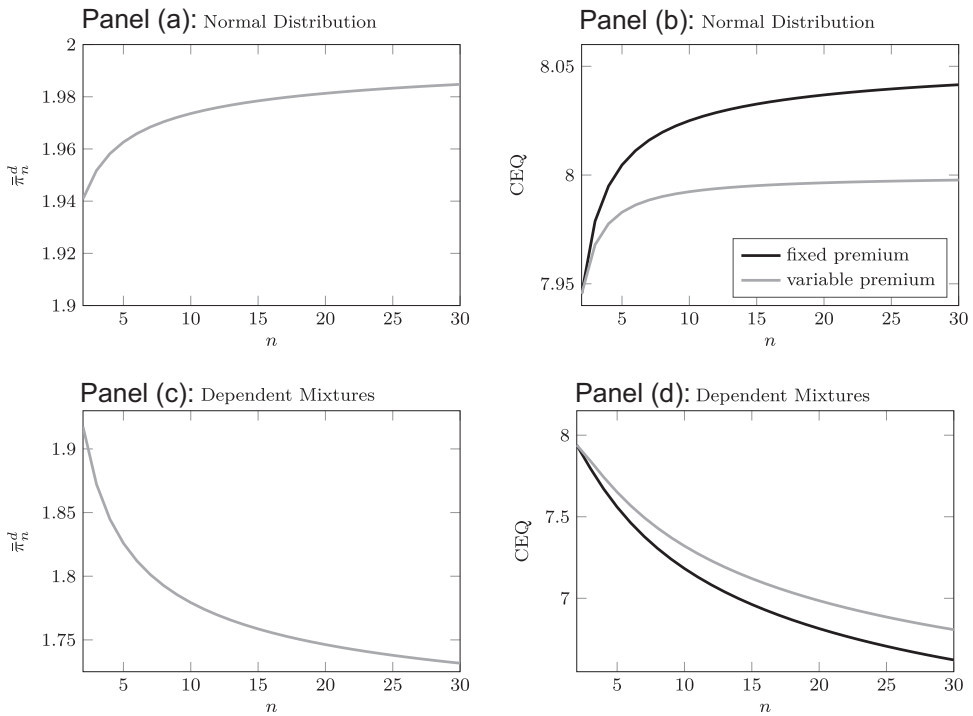 Panel (a): Normal Distribution
2
1.98
1.96
1.94
1.92
1.9
π̄ᵈₙ
5 10 15 20 25 30
n
Panel (b): Normal Distribution
8.05
8
7.95
CEQ
fixed premium
variable premium
5 10 15 20 25 30
n
Panel (c): Dependent Mixtures
1.9
1.85
1.8
1.75
π̄ᵈₙ
5 10 15 20 25 30
n
Panel (d): Dependent Mixtures
8
7.5
7
CEQ
5 10 15 20 25 30
n